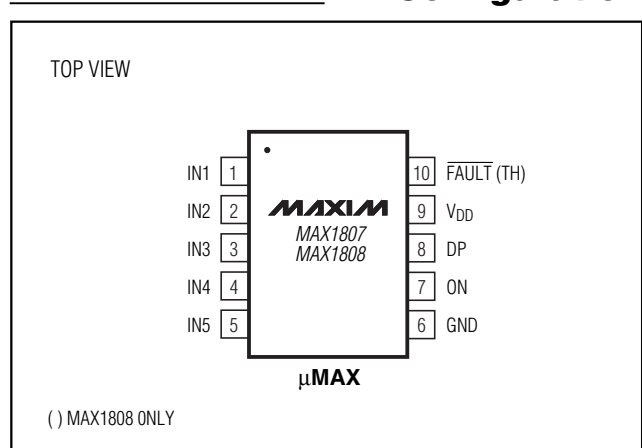 TOP VIEW
IN1 1
IN2 2
IN3 3
IN4 4
IN5 5
MAXIM
MAX1807
MAX1808
10 FAULT (TH)
9 VDD
8 DP
7 ON
6 GND
µMAX
( ) MAX1808 ONLY